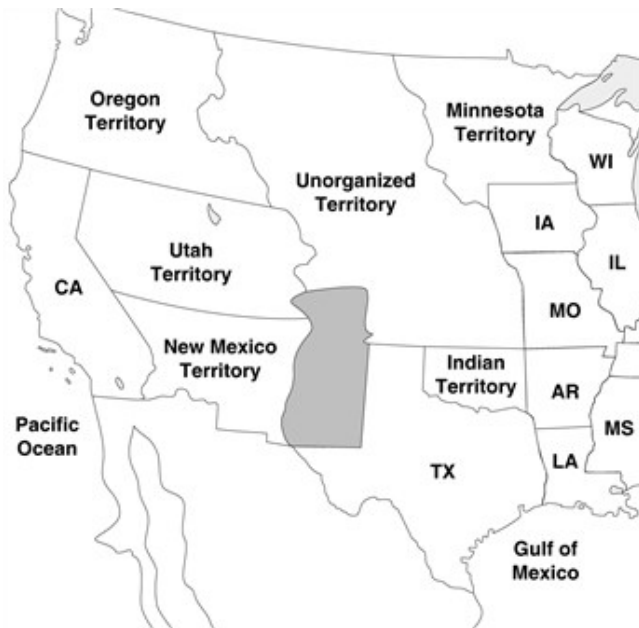 Oregon
Territory
Minnesota
Territory
WI
Unorganized
Territory
IA
Utah
Territory
IL
CA
MO
New Mexico
Territory
Indian
Territory
AR
Pacific
Ocean
MS
TX
LA
Gulf of
Mexico